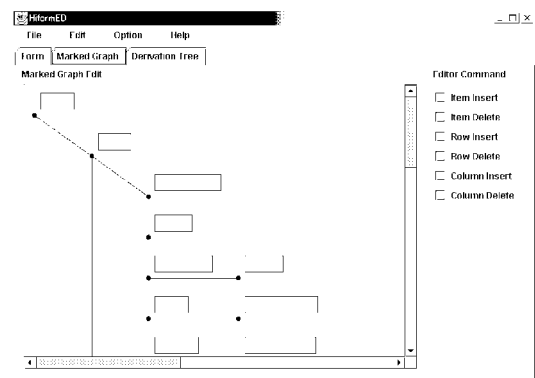 HiformED
File Edit Option Help
Form Marked Graph Derivation Tree
Marked Graph Edit
Editor Command
Item Insert
Item Delete
Row Insert
Row Delete
Column Insert
Column Delete